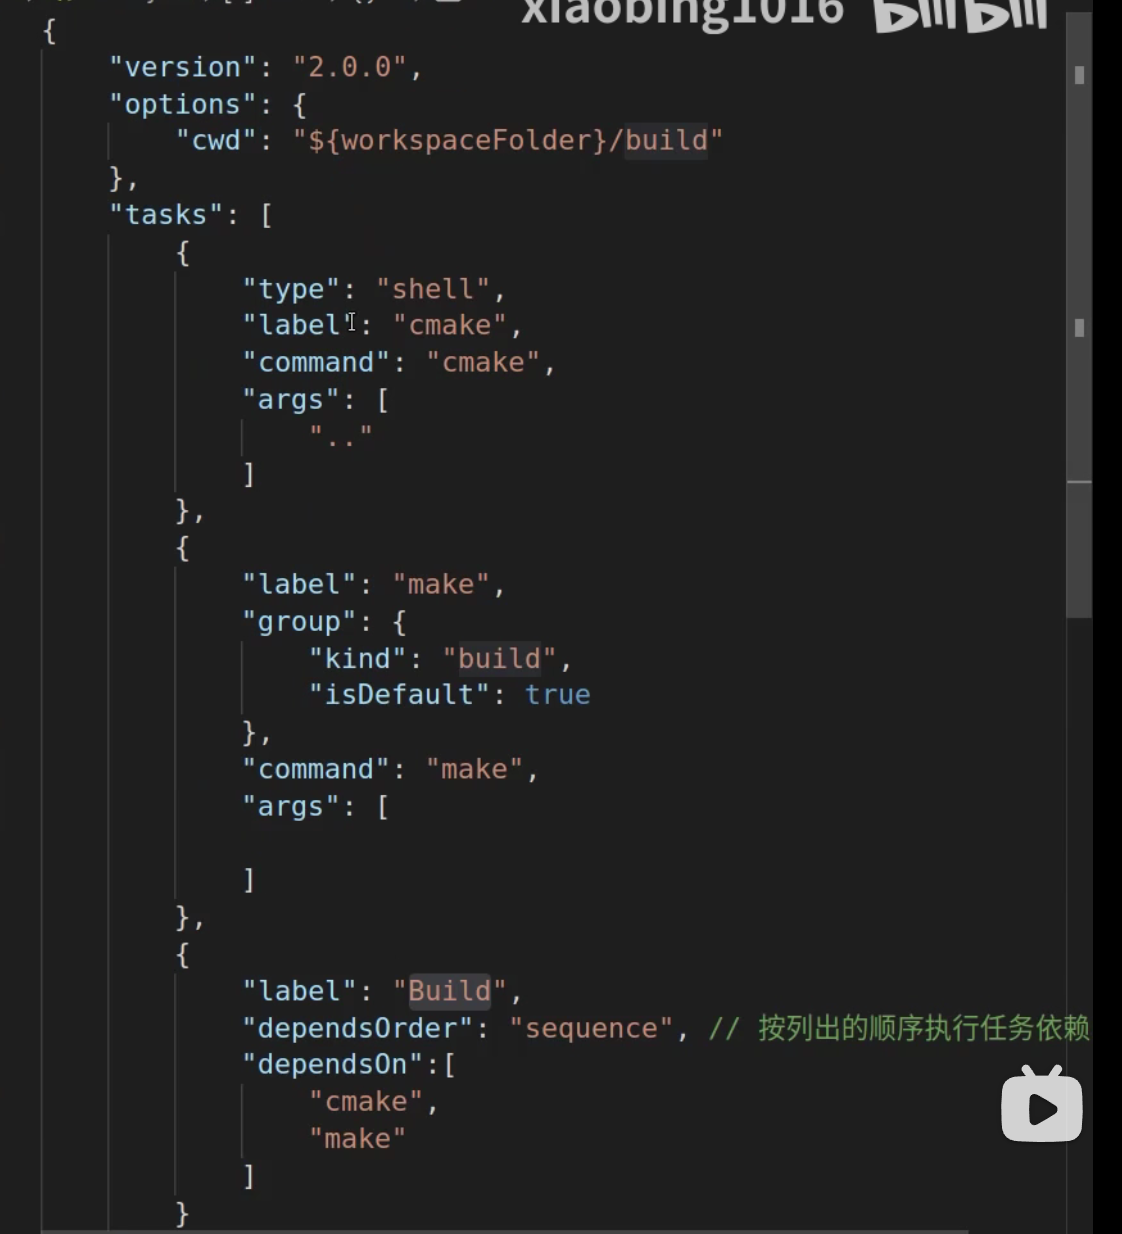 xiaobing1016 bilibili
{
    "version": "2.0.0",
    "options": {
        "cwd": "${workspaceFolder}/build"
    },
    "tasks": [
        {
            "type": "shell",
            "label": "cmake",
            "command": "cmake",
            "args": [
                ".."
            ]
        },
        {
            "label": "make",
            "group": {
                "kind": "build",
                "isDefault": true
            },
            "command": "make",
            "args": [
            ]
        },
        {
            "label": "Build",
            "dependsOrder": "sequence", // 按列出的顺序执行任务依赖
            "dependsOn":[
                "cmake",
                "make"
            ]
        }